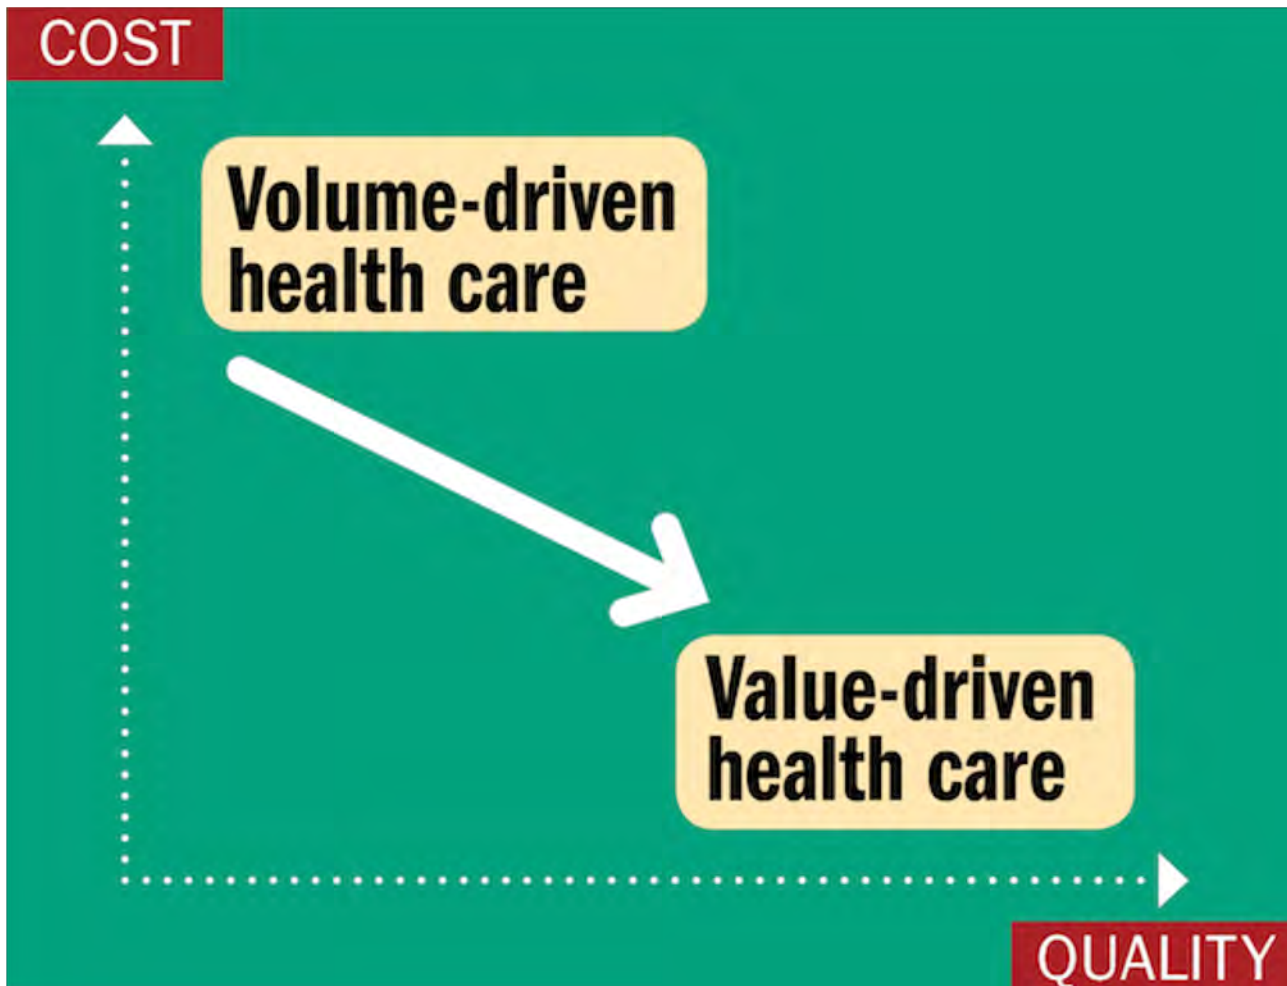 COST
Volume-driven
health care
Value-driven
health care
QUALITY